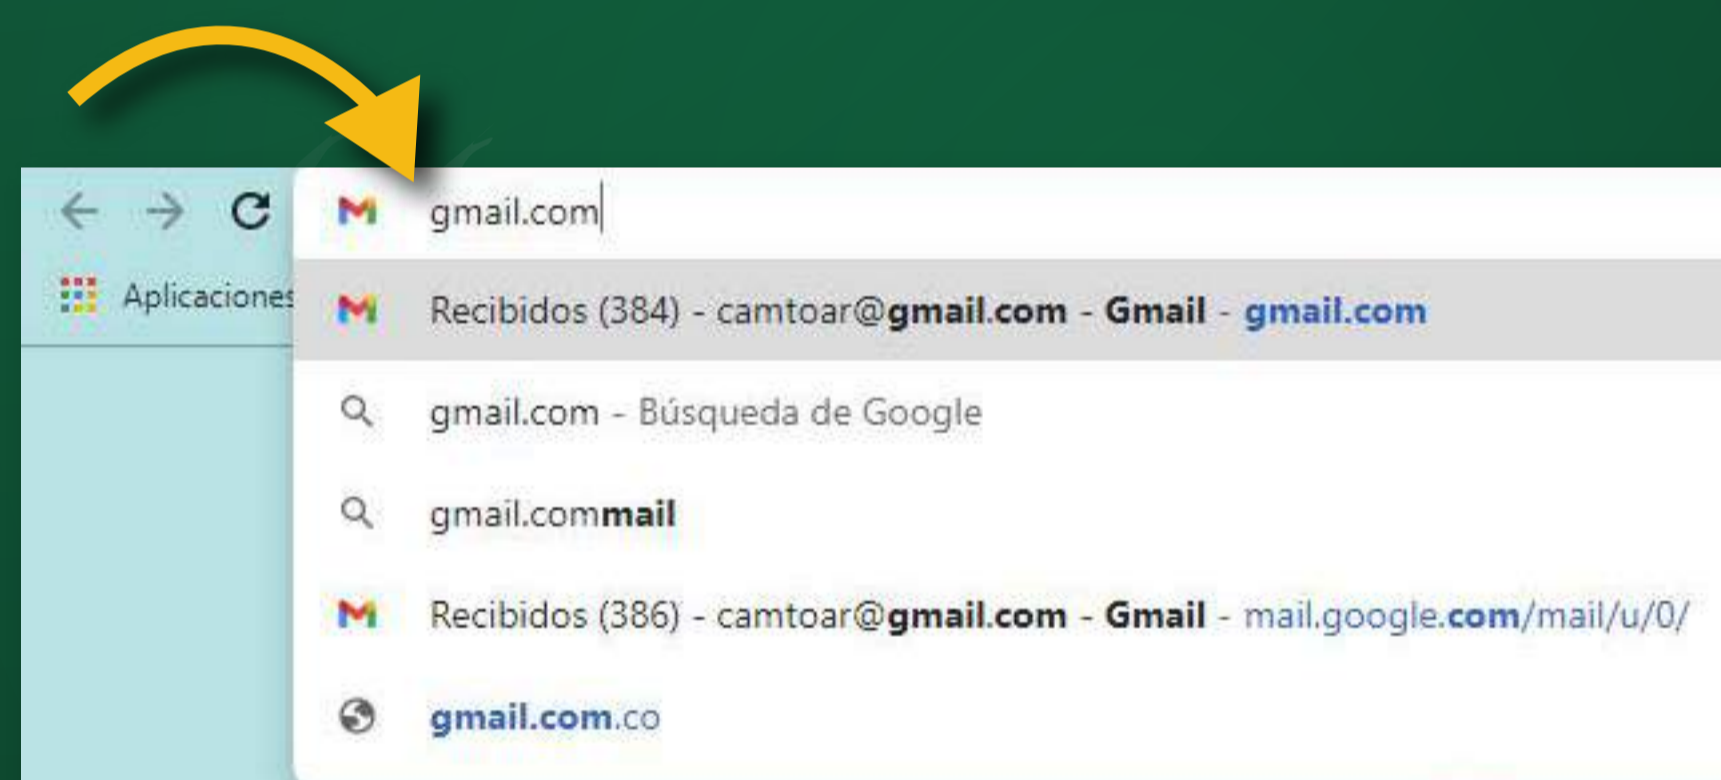 gmail.com
Aplicaciones
Recibidos (384) - camtoar@gmail.com - Gmail - gmail.com
gmail.com - Búsqueda de Google
gmail.commail
Recibidos (386) - camtoar@gmail.com - Gmail - mail.google.com/mail/u/0/
gmail.com.co